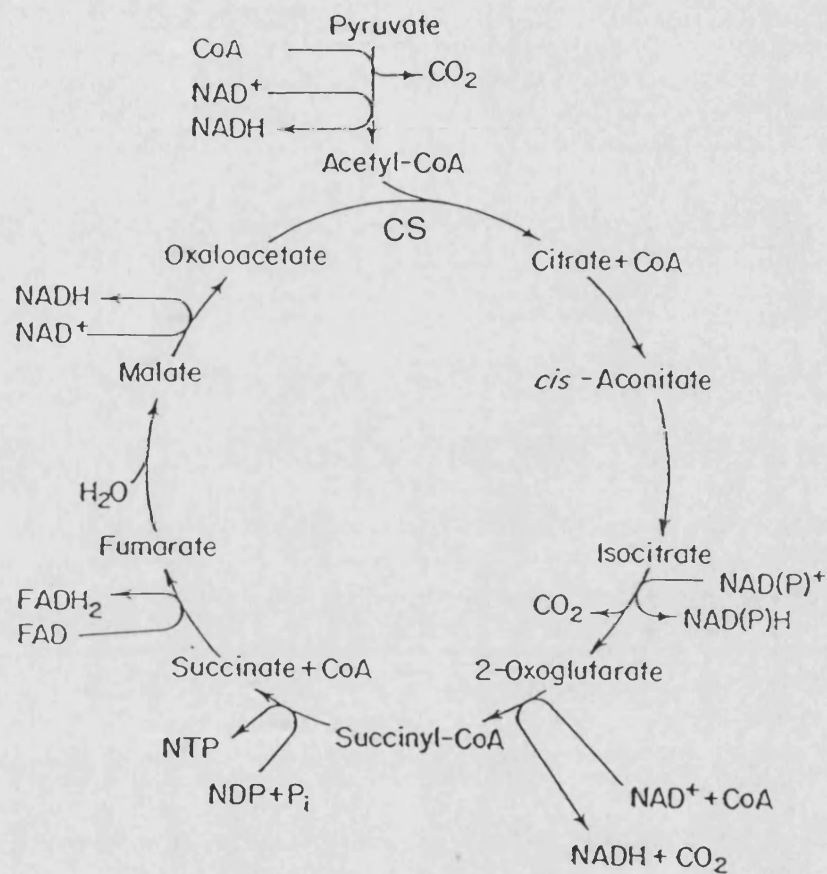 Pyruvate
CoA
CO₂
NAD⁺
NADH
Acetyl-CoA
CS
Oxaloacetate
Citrate + CoA
NADH
NAD⁺
Malate
cis - Aconitate
H₂O
Fumarate
Isocitrate
NAD(P)⁺
CO₂
NAD(P)H
FADH₂
FAD
Succinate + CoA
2-Oxoglutarate
NTP
Succinyl-CoA
NDP + Pᵢ
NAD⁺ + CoA
NADH + CO₂